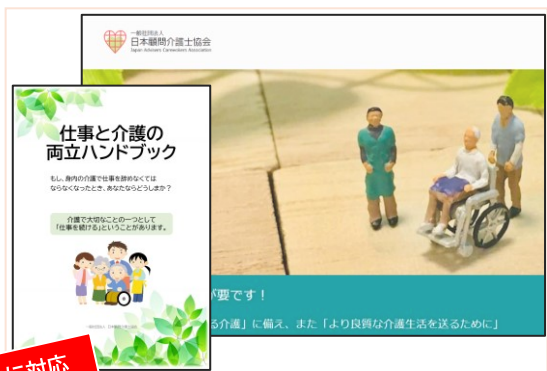 一般社団法人
日本顧問介護士協会
Japan Advisers Careworkers Association
仕事と介護の
両立ハンドブック
もし、身内の介護で仕事を辞めなくては
ならなくなったとき、あなたならどうしまか？
介護で大切なことの一つとして
「仕事を続ける」ということがあります。
が要です！
る介護」に備え、また「より良質な介護生活を送るために」
に対応